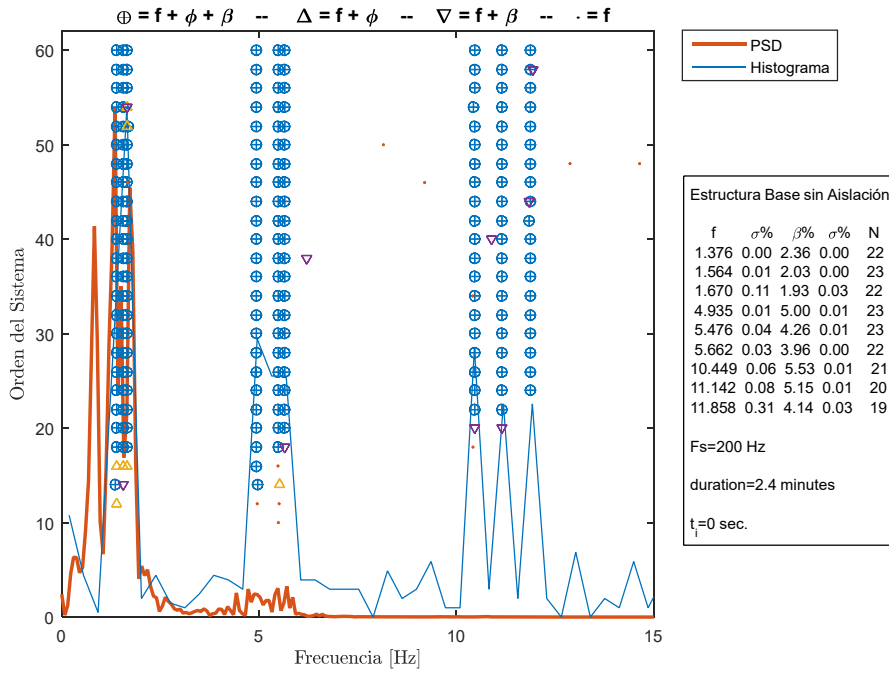 ⊕ = f + ϕ + β -- △ = f + ϕ -- ▽ = f + β -- · = f
PSD
Histograma
60
50
40
30
20
10
0
Orden del Sistema
0 5 10 15
Frecuencia [Hz]
Estructura Base sin Aislación
f σ% β% σ% N
1.376 0.00 2.36 0.00 22
1.564 0.01 2.03 0.00 23
1.670 0.11 1.93 0.03 22
4.935 0.01 5.00 0.01 23
5.476 0.04 4.26 0.01 23
5.662 0.03 3.96 0.00 22
10.449 0.06 5.53 0.01 21
11.142 0.08 5.15 0.01 20
11.858 0.31 4.14 0.03 19
Fs=200 Hz
duration=2.4 minutes
t_i=0 sec.